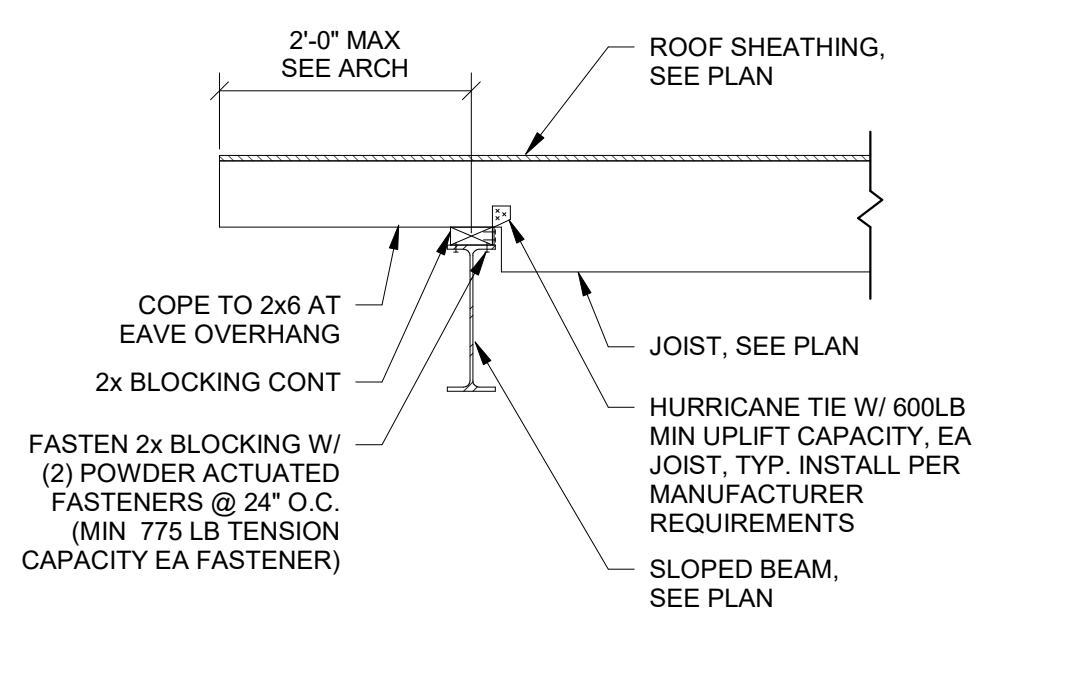 2'-0" MAX
SEE ARCH
ROOF SHEATHING,
SEE PLAN
COPE TO 2x6 AT
EAVE OVERHANG
2x BLOCKING CONT
FASTEN 2x BLOCKING W/
(2) POWDER ACTUATED
FASTENERS @ 24" O.C.
(MIN 775 LB TENSION
CAPACITY EA FASTENER)
JOIST, SEE PLAN
HURRICANE TIE W/ 600LB
MIN UPLIFT CAPACITY, EA
JOIST, TYP. INSTALL PER
MANUFACTURER
REQUIREMENTS
SLOPED BEAM,
SEE PLAN